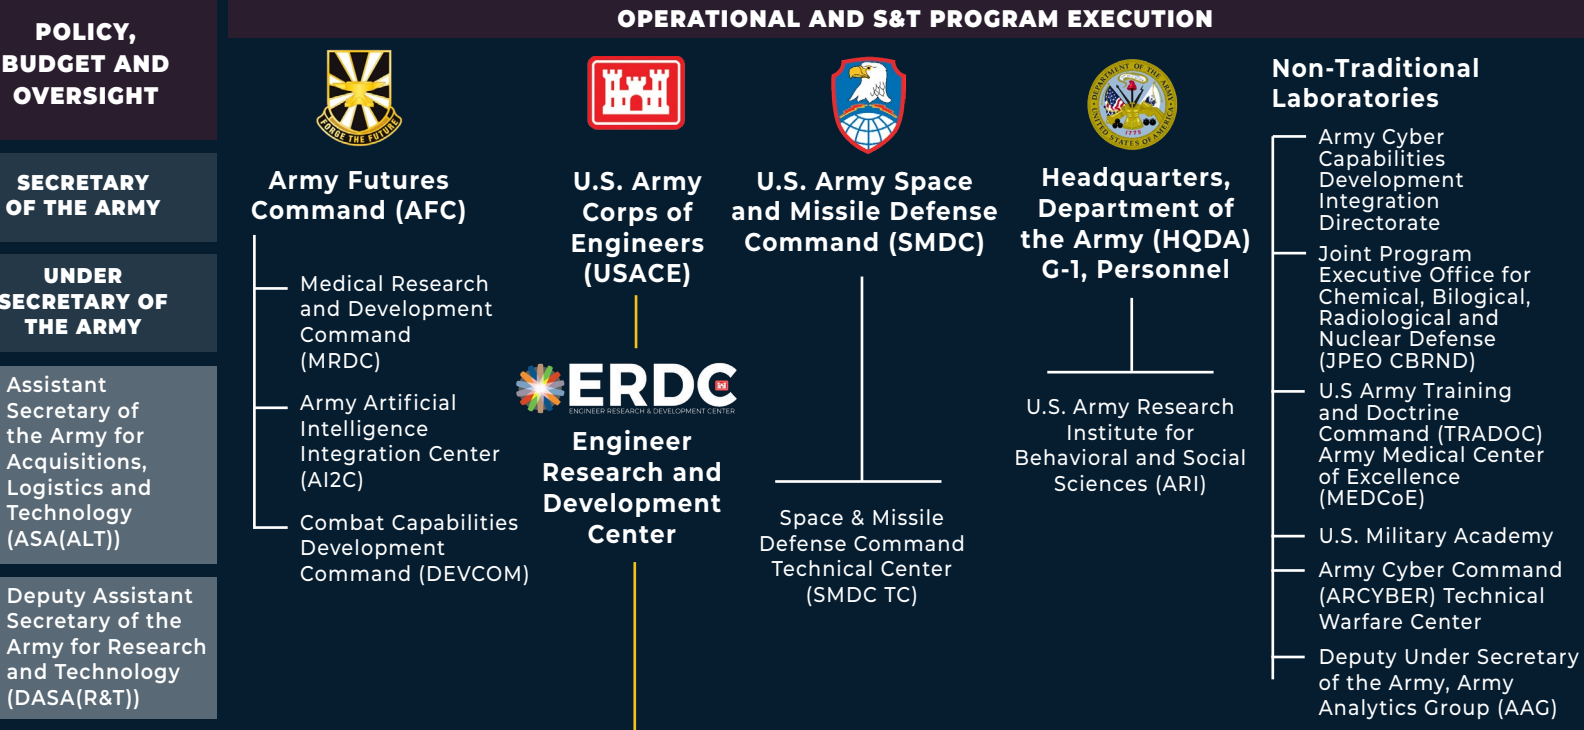 POLICY,
BUDGET AND
OVERSIGHT
SECRETARY
OF THE ARMY
UNDER
SECRETARY OF
THE ARMY
Assistant
Secretary of
the Army for
Acquisitions,
Logistics and
Technology
(ASA(ALT))
Deputy Assistant
Secretary of the
Army for Research
and Technology
(DASA(R&T))
OPERATIONAL AND S&T PROGRAM EXECUTION
FORGE THE FUTURE
Army Futures
Command (AFC)
Medical Research
and Development
Command
(MRDC)
Army Artificial
Intelligence
Integration Center
(AI2C)
Combat Capabilities
Development
Command (DEVCOM)
U.S. Army
Corps of
Engineers
(USACE)
ERDC
ENGINEER RESEARCH & DEVELOPMENT CENTER
Engineer
Research and
Development
Center
U.S. Army Space
and Missile Defense
Command (SMDC)
Space & Missile
Defense Command
Technical Center
(SMDC TC)
DEPARTMENT OF THE ARMY
UNITED STATES OF AMERICA
1775
Headquarters,
Department of
the Army (HQDA)
G-1, Personnel
U.S. Army Research
Institute for
Behavioral and Social
Sciences (ARI)
Non-Traditional
Laboratories
Army Cyber
Capabilities
Development
Integration
Directorate
Joint Program
Executive Office for
Chemical, Bilogical,
Radiological and
Nuclear Defense
(JPEO CBRND)
U.S Army Training
and Doctrine
Command (TRADOC)
Army Medical Center
of Excellence
(MEDCoE)
U.S. Military Academy
Army Cyber Command
(ARCYBER) Technical
Warfare Center
Deputy Under Secretary
of the Army, Army
Analytics Group (AAG)